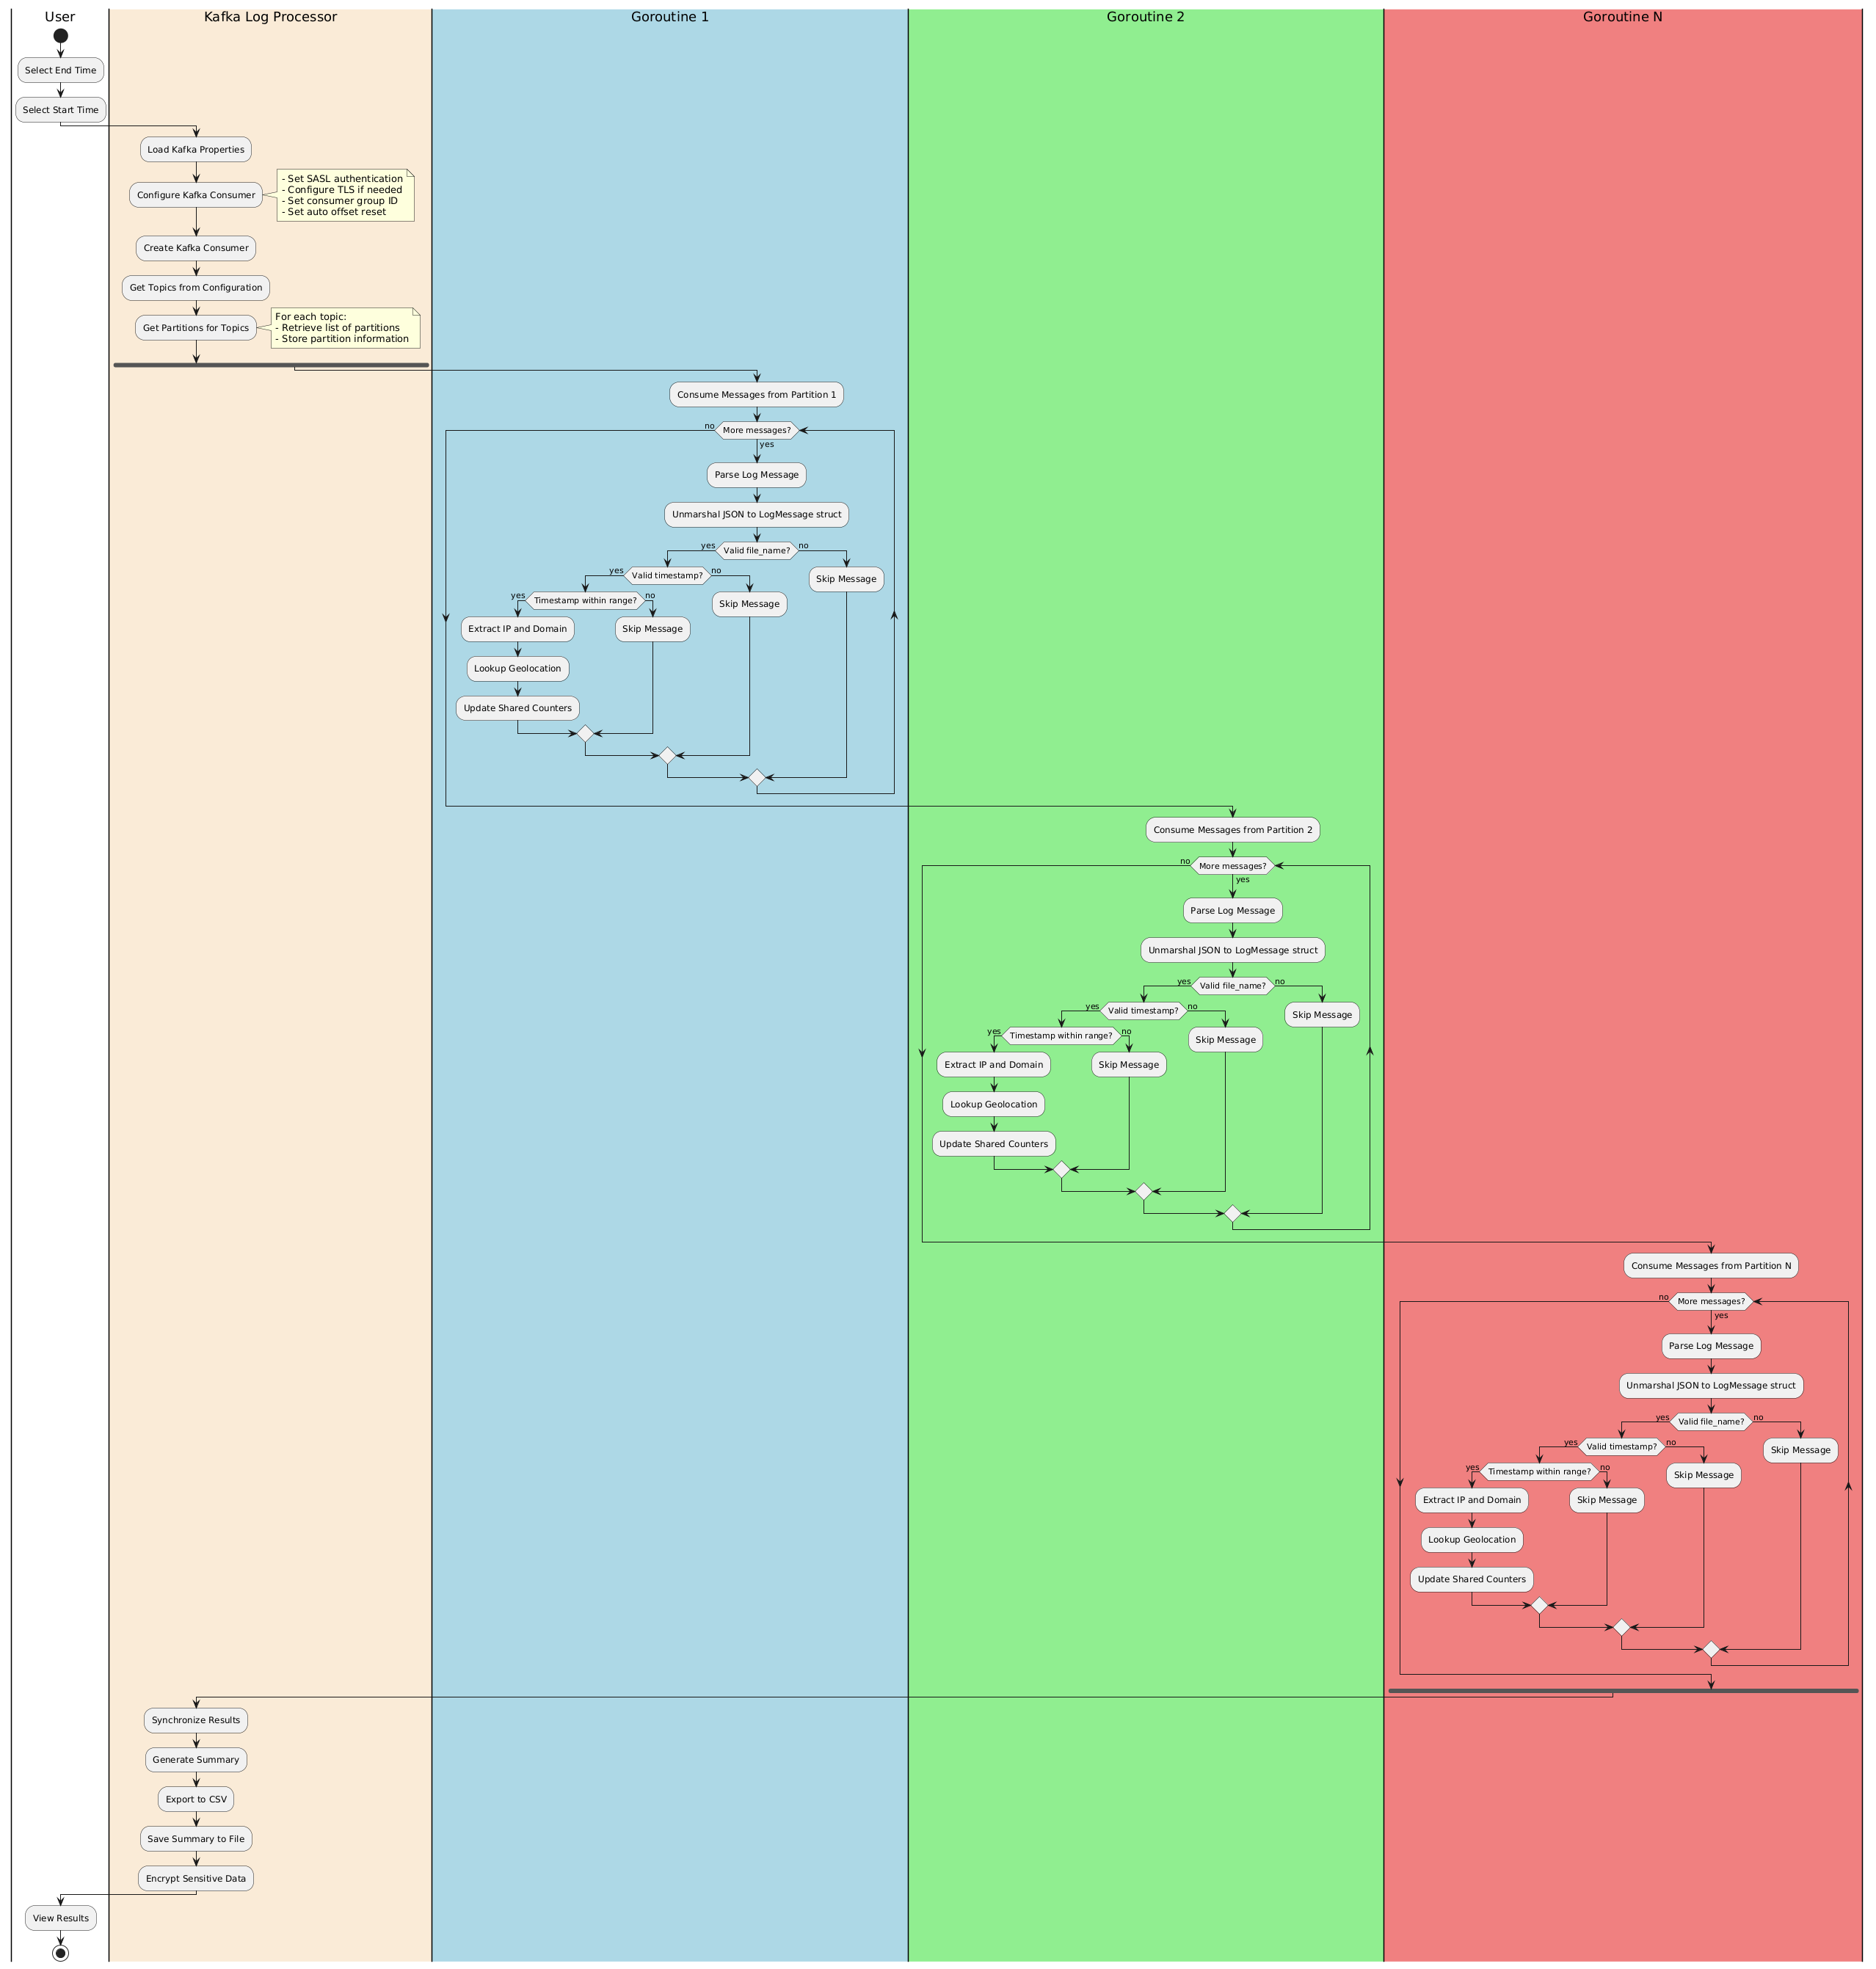 User
Kafka Log Processor
Goroutine 1
Goroutine 2
Goroutine N
Select End Time
Select Start Time
Load Kafka Properties
Configure Kafka Consumer
- Set SASL authentication
- Configure TLS if needed
- Set consumer group ID
- Set auto offset reset
Create Kafka Consumer
Get Topics from Configuration
Get Partitions for Topics
For each topic:
- Retrieve list of partitions
- Store partition information
Consume Messages from Partition 1
no
More messages?
yes
Parse Log Message
Unmarshal JSON to LogMessage struct
yes
Valid file_name?
no
yes
Valid timestamp?
no
Skip Message
yes
Timestamp within range?
no
Skip Message
Extract IP and Domain
Skip Message
Lookup Geolocation
Update Shared Counters
Consume Messages from Partition 2
no
More messages?
yes
Parse Log Message
Unmarshal JSON to LogMessage struct
yes
Valid file_name?
no
yes
Valid timestamp?
no
Skip Message
yes
Timestamp within range?
no
Skip Message
Extract IP and Domain
Skip Message
Lookup Geolocation
Update Shared Counters
Consume Messages from Partition N
no
More messages?
yes
Parse Log Message
Unmarshal JSON to LogMessage struct
yes
Valid file_name?
no
yes
Valid timestamp?
no
Skip Message
yes
Timestamp within range?
no
Skip Message
Extract IP and Domain
Skip Message
Lookup Geolocation
Update Shared Counters
Synchronize Results
Generate Summary
Export to CSV
Save Summary to File
Encrypt Sensitive Data
View Results